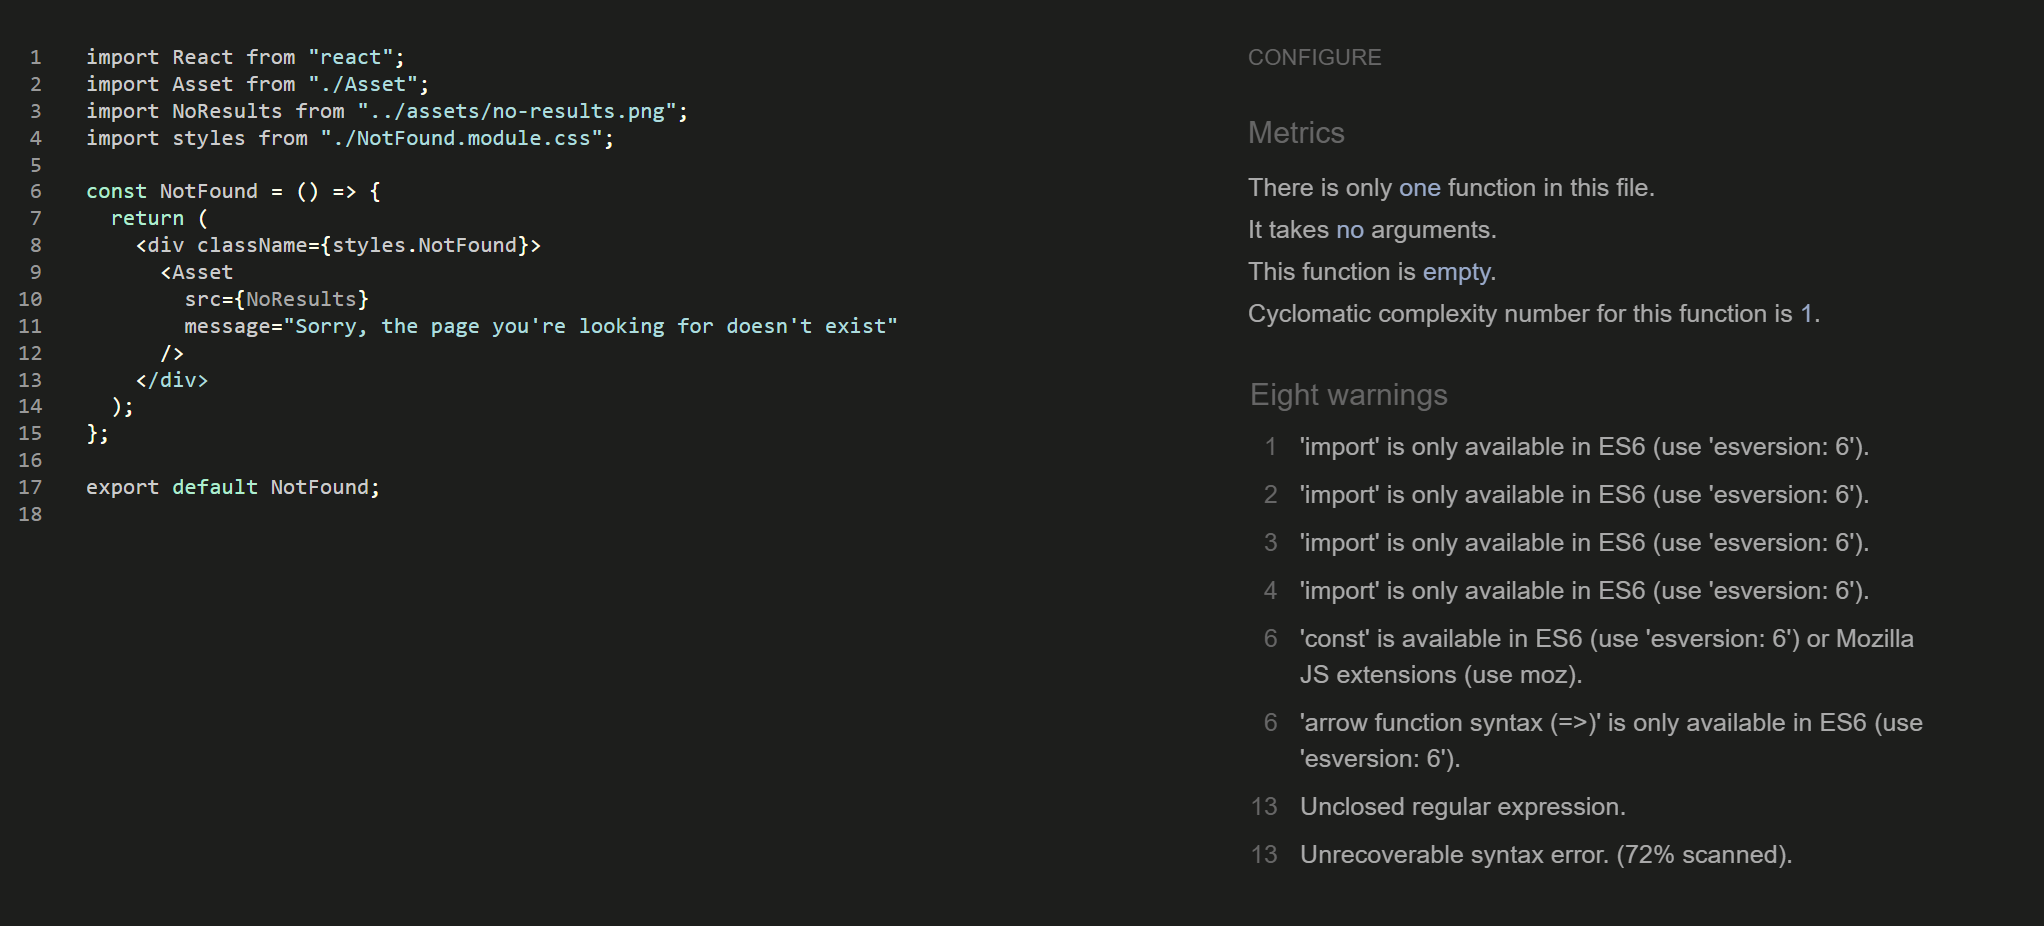 1 import React from "react";
2 import Asset from "./Asset";
3 import NoResults from "../assets/no-results.png";
4 import styles from "./NotFound.module.css";
5
6 const NotFound = () => {
7   return (
8     <div className={styles.NotFound}>
9       <Asset
10         src={NoResults}
11         message="Sorry, the page you're looking for doesn't exist"
12       />
13     </div>
14   );
15 };
16
17 export default NotFound;
18
CONFIGURE
Metrics
There is only one function in this file.
It takes no arguments.
This function is empty.
Cyclomatic complexity number for this function is 1.
Eight warnings
1 'import' is only available in ES6 (use 'esversion: 6').
2 'import' is only available in ES6 (use 'esversion: 6').
3 'import' is only available in ES6 (use 'esversion: 6').
4 'import' is only available in ES6 (use 'esversion: 6').
6 'const' is available in ES6 (use 'esversion: 6') or Mozilla
JS extensions (use moz).
6 'arrow function syntax (=>)' is only available in ES6 (use
'esversion: 6').
13 Unclosed regular expression.
13 Unrecoverable syntax error. (72% scanned).